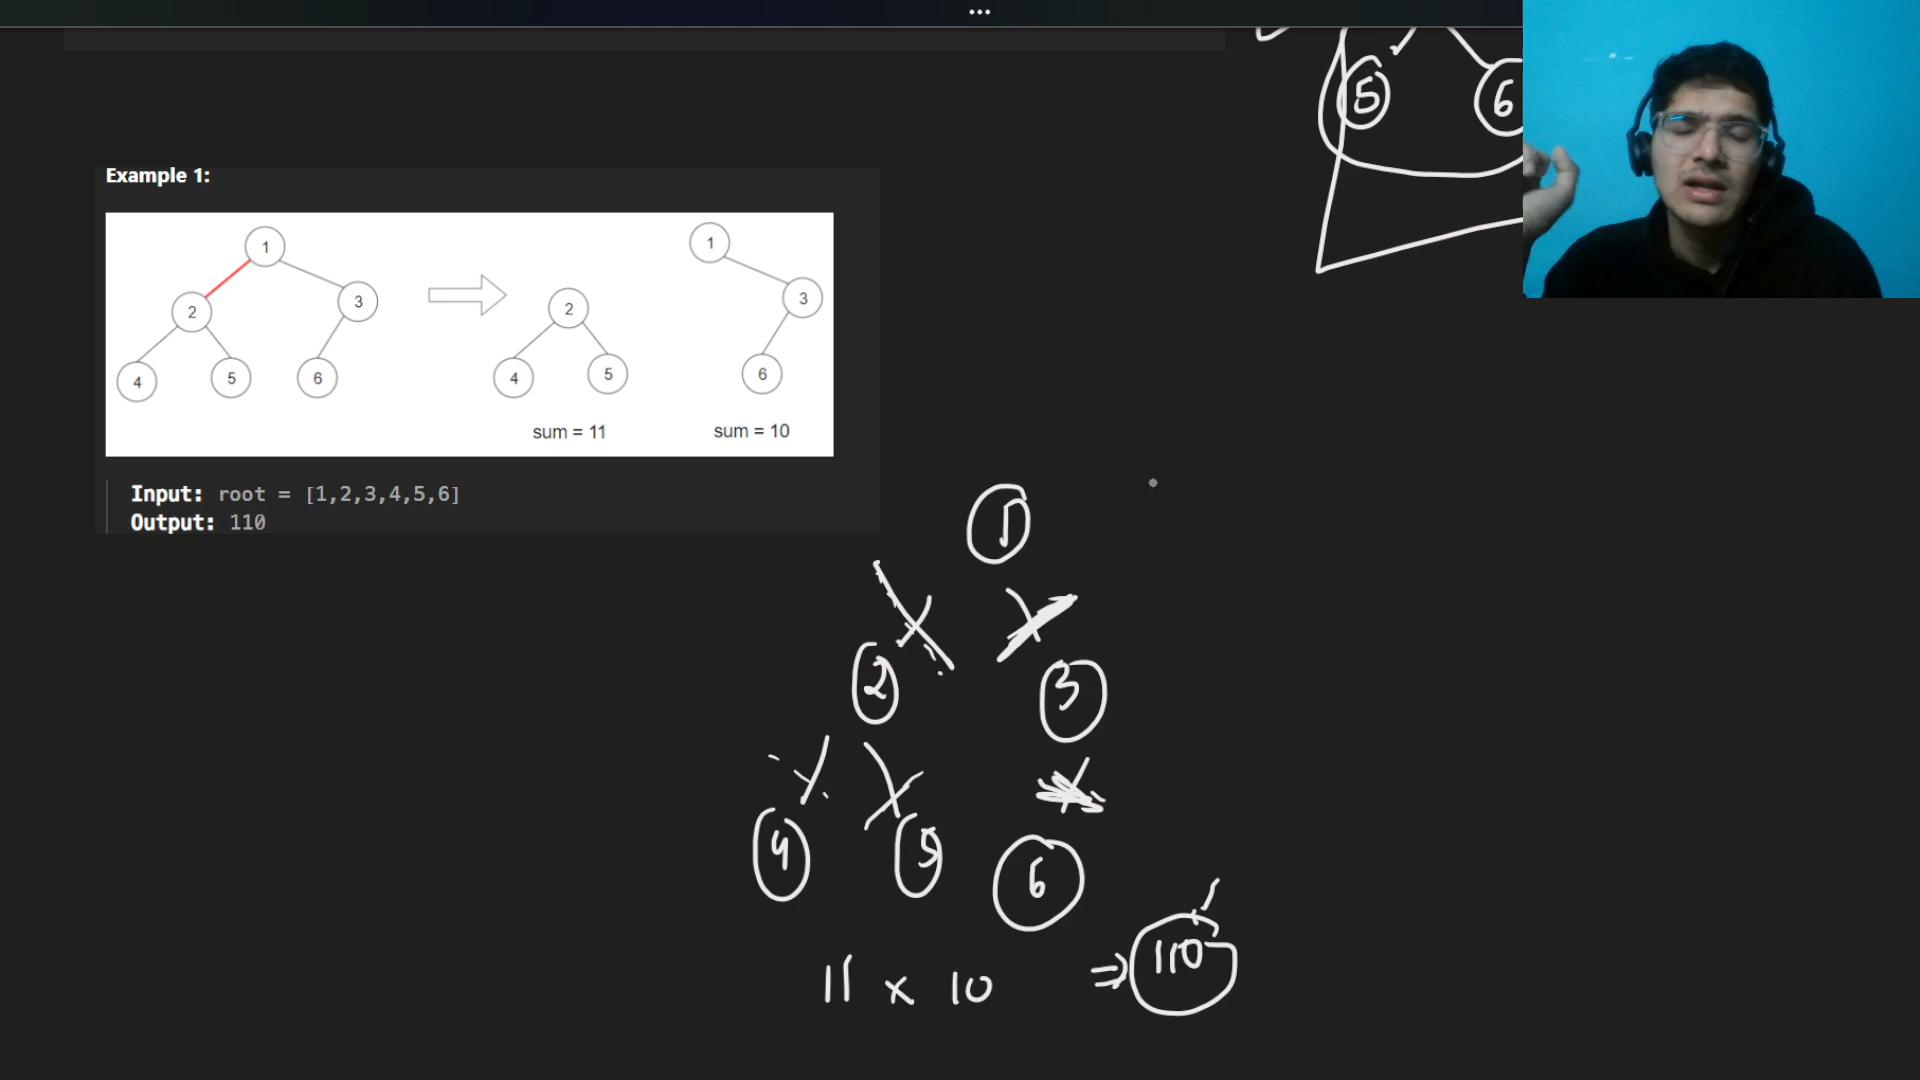 ...
5 6
Example 1:
1 1
2 3 2 3
4 5 6 4 5 6
sum = 11 sum = 10
Input: root = [1,2,3,4,5,6]
Output: 110
1
2 3
4 5 6
11 x 10 ⇒ 110